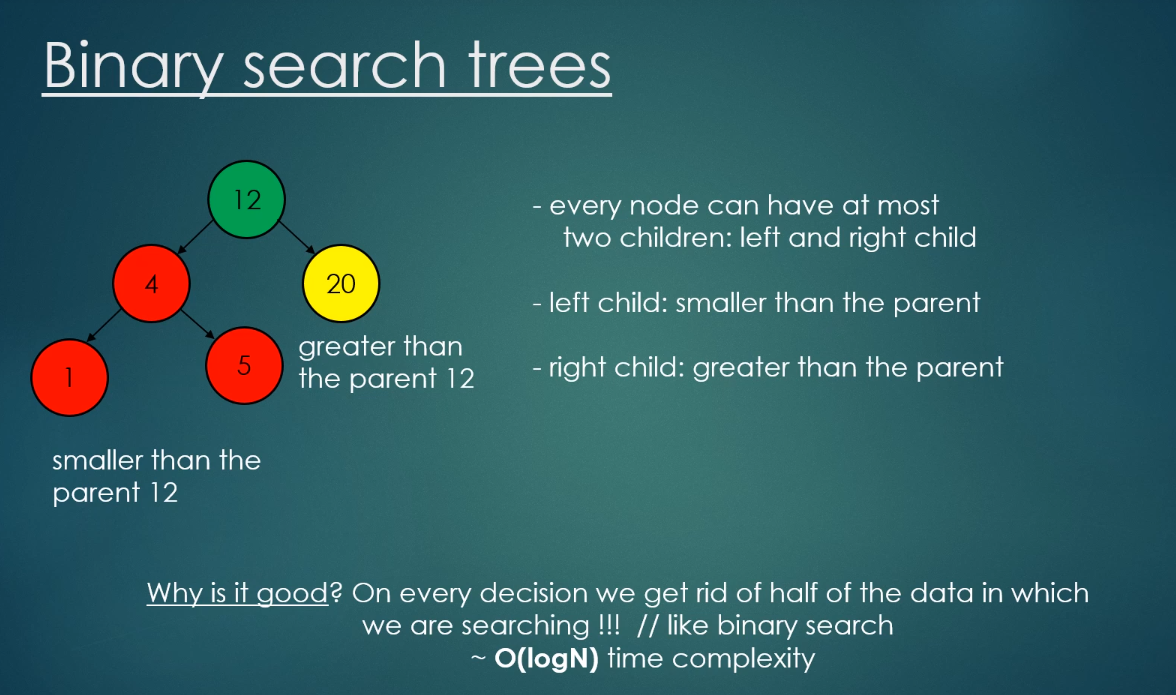 Binary search trees
12
4
20
1
5
greater than
the parent 12
smaller than the
parent 12
- every node can have at most
two children: left and right child
- left child: smaller than the parent
- right child: greater than the parent
Why is it good? On every decision we get rid of half of the data in which
we are searching !!! // like binary search
~ O(logN) time complexity